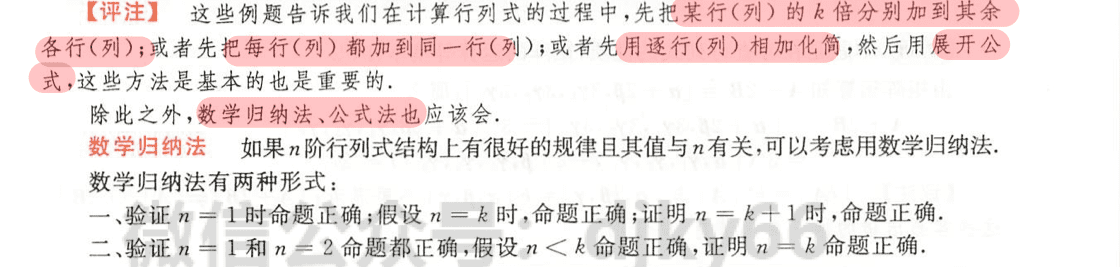 【评注】 这些例题告诉我们在计算行列式的过程中,先把某行(列)的 k 倍分别加到其余
各行(列);或者先把每行(列)都加到同一行(列);或者先用逐行(列)相加化简,然后用展开公
式,这些方法是基本的也是重要的.
除此之外,数学归纳法、公式法也应该会.
数学归纳法 如果n阶行列式结构上有很好的规律且其值与n有关,可以考虑用数学归纳法.
数学归纳法有两种形式:
一、验证 n = 1 时命题正确;假设 n = k 时,命题正确;证明 n = k + 1 时,命题正确.
二、验证 n = 1 和 n = 2 命题都正确,假设 n < k 命题正确,证明 n = k 命题正确.
微信公众号: djky66